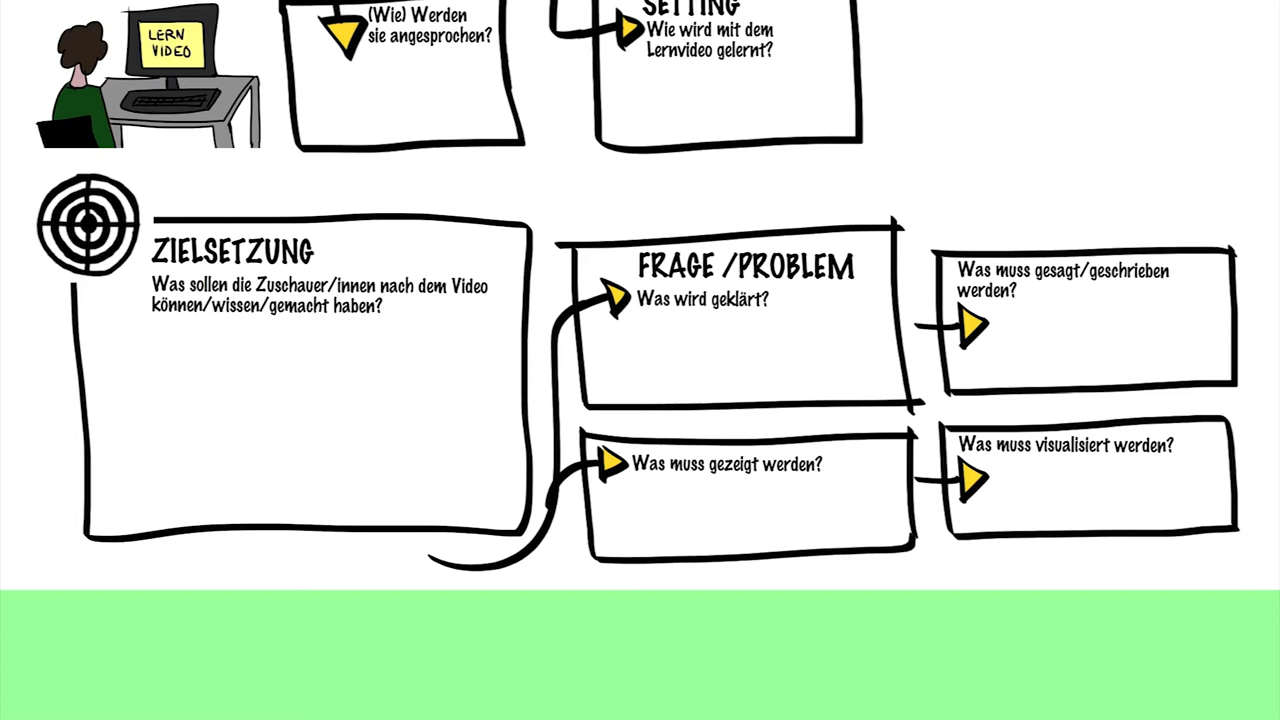 LERN
VIDEO
(Wie) Werden
sie angesprochen?
SETTING
Wie wird mit dem
Lernvideo gelernt?
ZIELSETZUNG
Was sollen die Zuschauer/innen nach dem Video
können/wissen/gemacht haben?
FRAGE /PROBLEM
Was wird geklärt?
Was muss gesagt/geschrieben
werden?
Was muss gezeigt werden?
Was muss visualisiert werden?